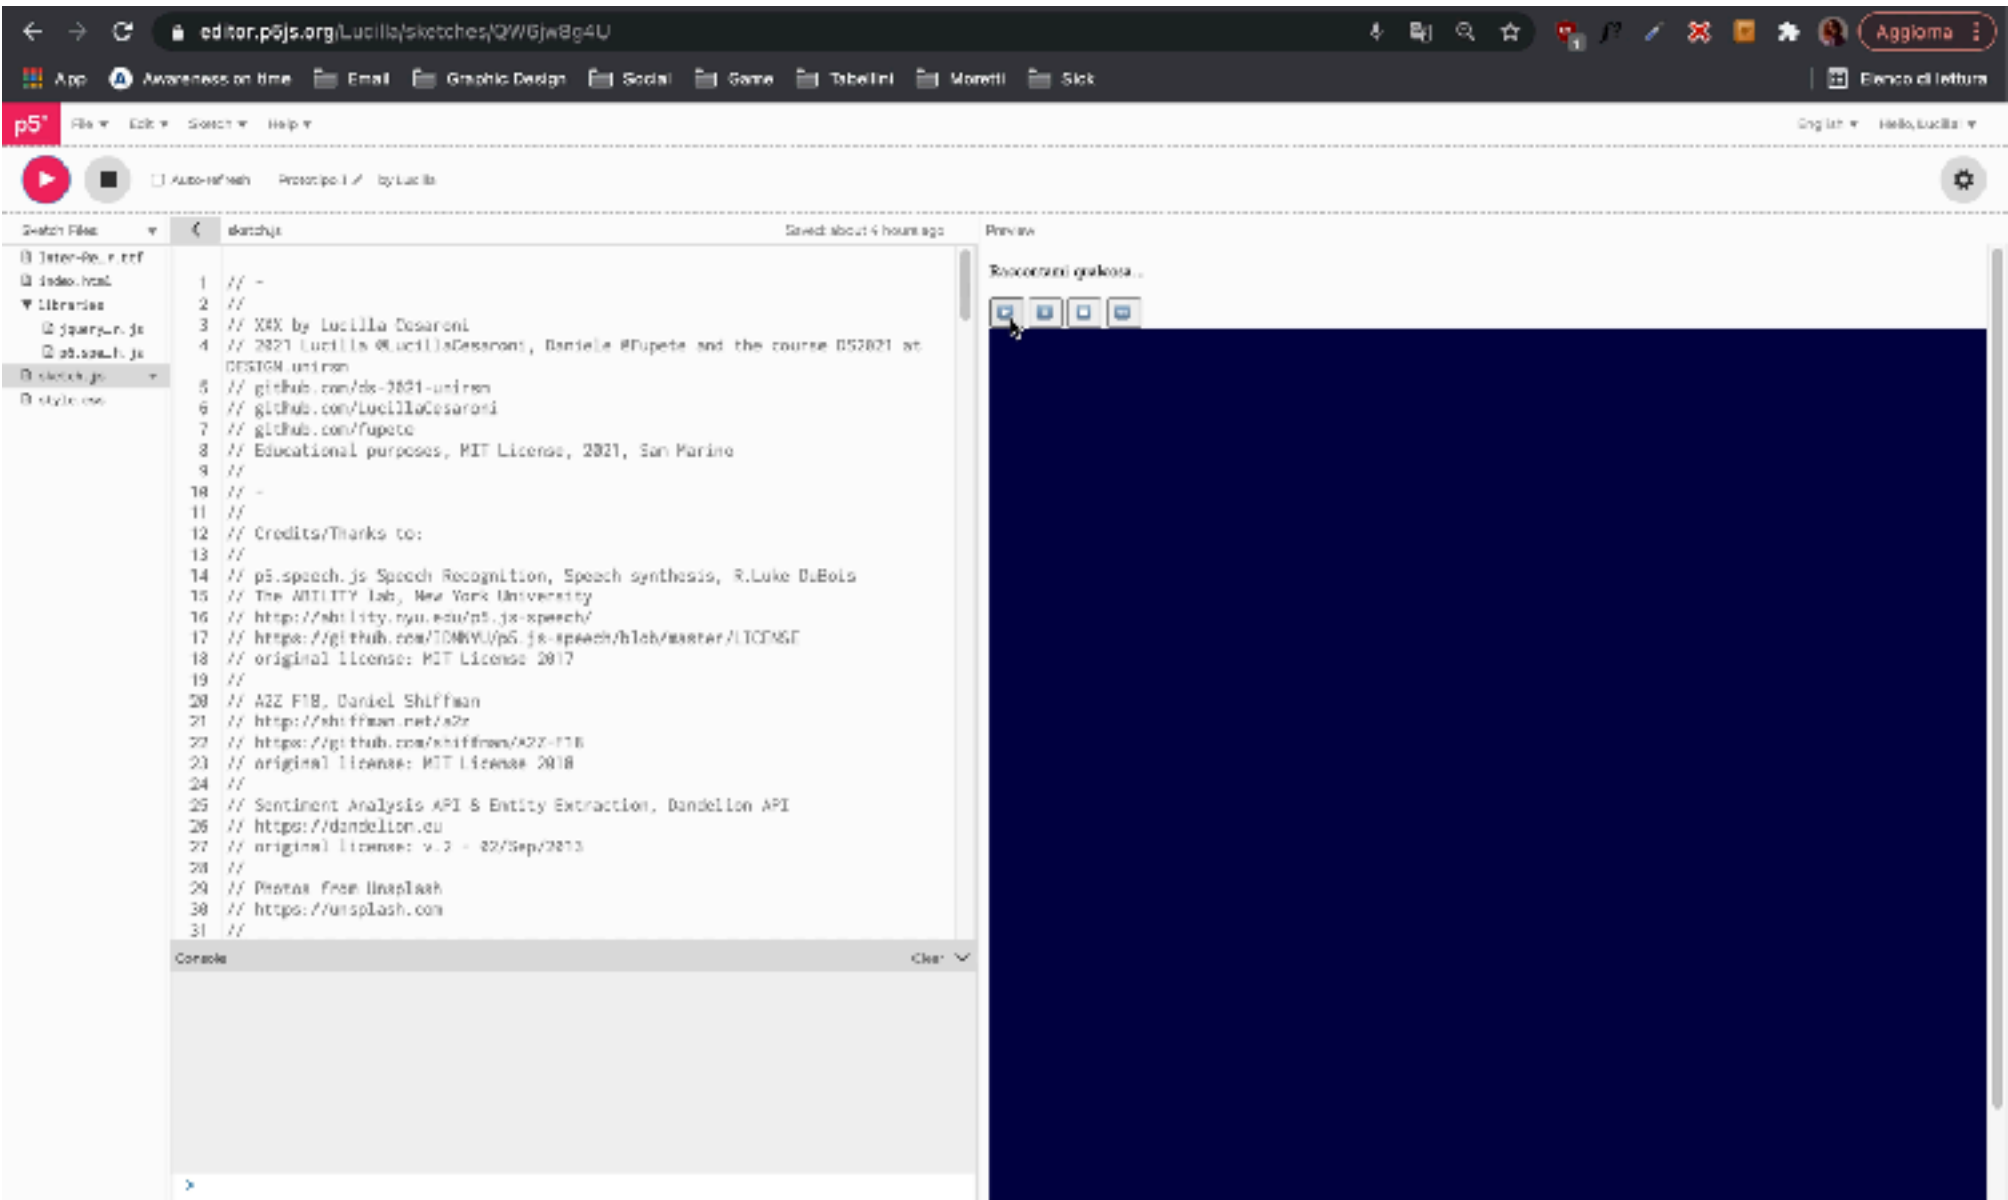 editor.p5js.org/Lucilla/sketches/QW6jw8g4U
Aggiorna
App Awareness on time Email Graphic Design Social Game Tabellini Moretti Sick
Elenco di lettura
p5* File Edit Sketch Help
English Hello, Lucilla!
Auto-refresh Prototipo 1 by Lucilla
Sketch Files
sketch.js
Saved: about 4 hours ago
Preview
index.html
libraries
sketch.js
style.css
Raccontami qualcosa...
1 // -
2 //
3 // XXX by Lucilla Cesaroni
4 // 2021 Lucilla @LucillaCesaroni, Daniele @Fupete and the course DS2021 at
DESIGN.unirsm
5 // github.com/ds-2021-unirsm
6 // github.com/LucillaCesaroni
7 // github.com/fupete
8 // Educational purposes, MIT License, 2021, San Marino
9 //
10 // -
11 //
12 // Credits/Thanks to:
13 //
14 // p5.speech.js Speech Recognition, Speech synthesis, R.Luke DuBois
15 // The ABILITY lab, New York University
16 // http://ability.nyu.edu/p5.js-speech/
17 // https://github.com/IDMNYU/p5.js-speech/blob/master/LICENSE
18 // original license: MIT License 2017
19 //
20 // A2Z F18, Daniel Shiffman
21 // http://shiffman.net/a2z
22 // https://github.com/shiffman/A2Z-F18
23 // original license: MIT License 2018
24 //
25 // Sentiment Analysis API & Entity Extraction, Dandelion API
26 // https://dandelion.eu
27 // original license: v.2 - 02/Sep/2013
28 //
29 // Photos from Unsplash
30 // https://unsplash.com
31 //
Console
Clear
>